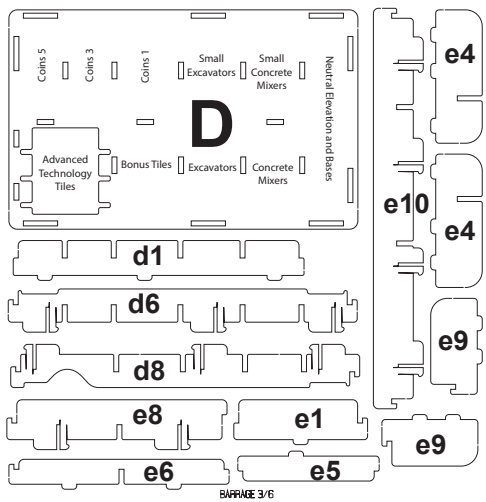 Coins 5
Coins 3
Coins 1
Small
Excavators
Small
Concrete
Mixers
Neutral Elevation and Bases
D
Advanced
Technology
Tiles
Bonus Tiles
Excavators
Concrete
Mixers
e4
e10
e4
d1
d6
e9
d8
e8
e1
e9
e6
e5
BARRAGE 3/6